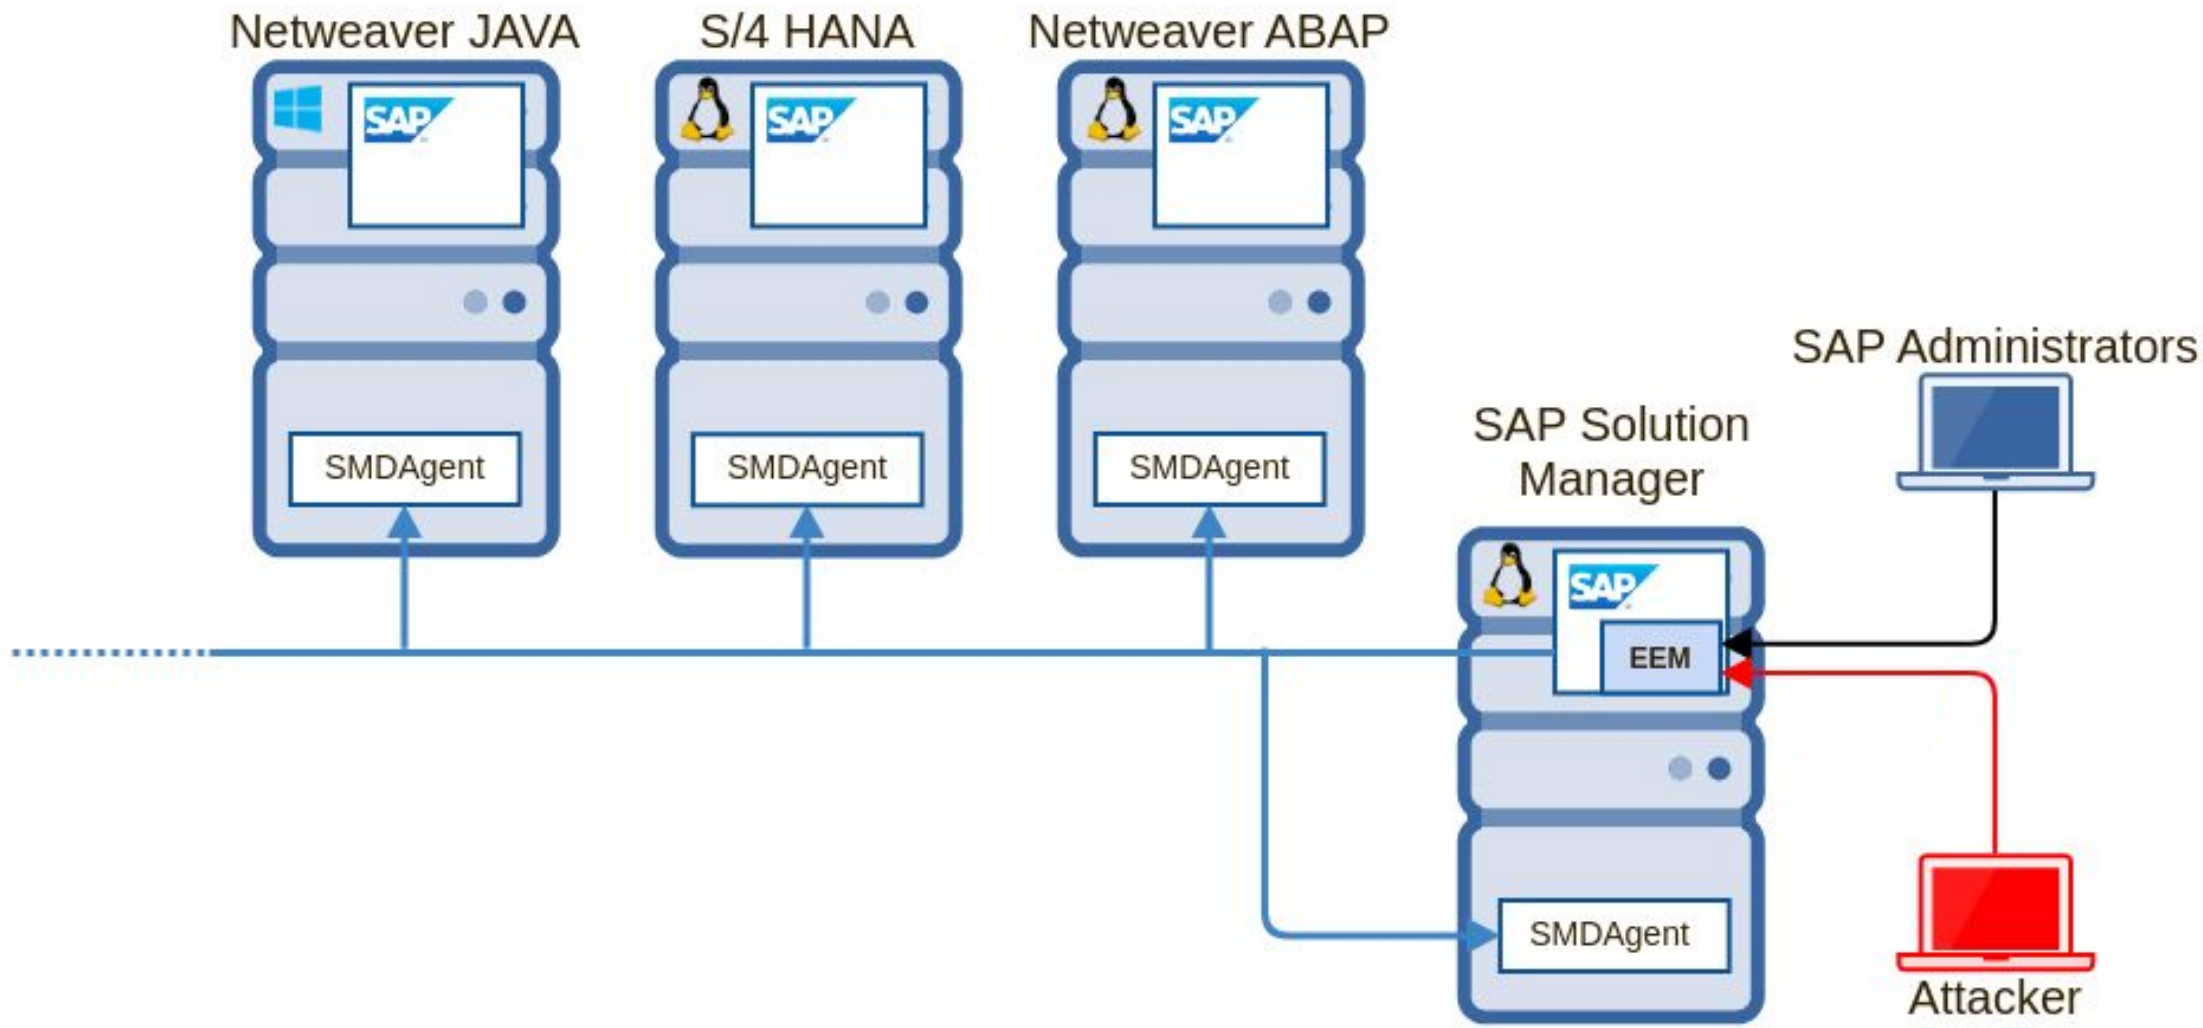 Netweaver JAVA
S/4 HANA
Netweaver ABAP
SAP
SAP
SAP
SMDAgent
SMDAgent
SMDAgent
SAP Administrators
SAP Solution
Manager
SAP
EEM
SMDAgent
Attacker